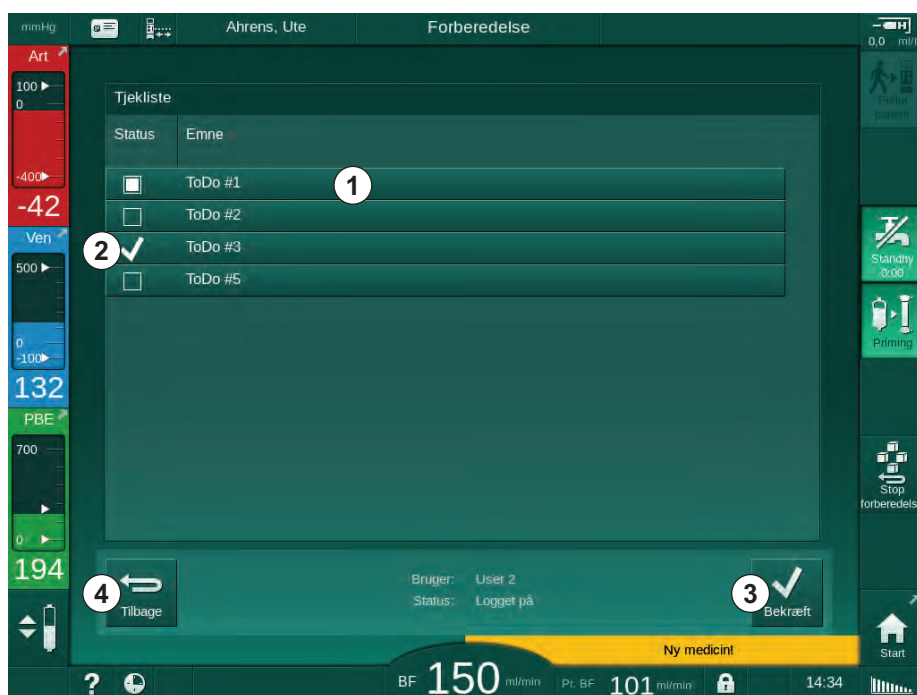 mmHg
Ahrens, Ute
Forberedelse
0,0 ml/
Art
100
0
-400
-42
Ven
500
0
-100
132
PBE
700
0
194
Tjekliste
Status Emne
ToDo #1
1
ToDo #2
2
ToDo #3
ToDo #5
4
Tilbage
Bruger: User 2
Status: Logget på
3
Bekræft
Ny medicin!
Tilslut
patient
Standby
0:00
Priming
Stop
forberedels
Start
?
BF 150 ml/min
Pr. BF 101 ml/min
14:34